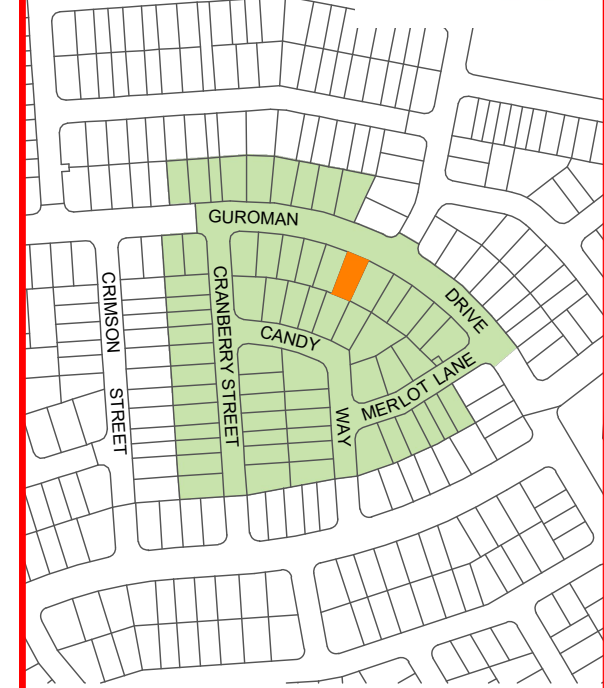 GUROMAN
DRIVE
CRIMSON
STREET
CRANBERRY STREET
CANDY
WAY
MERLOT LANE